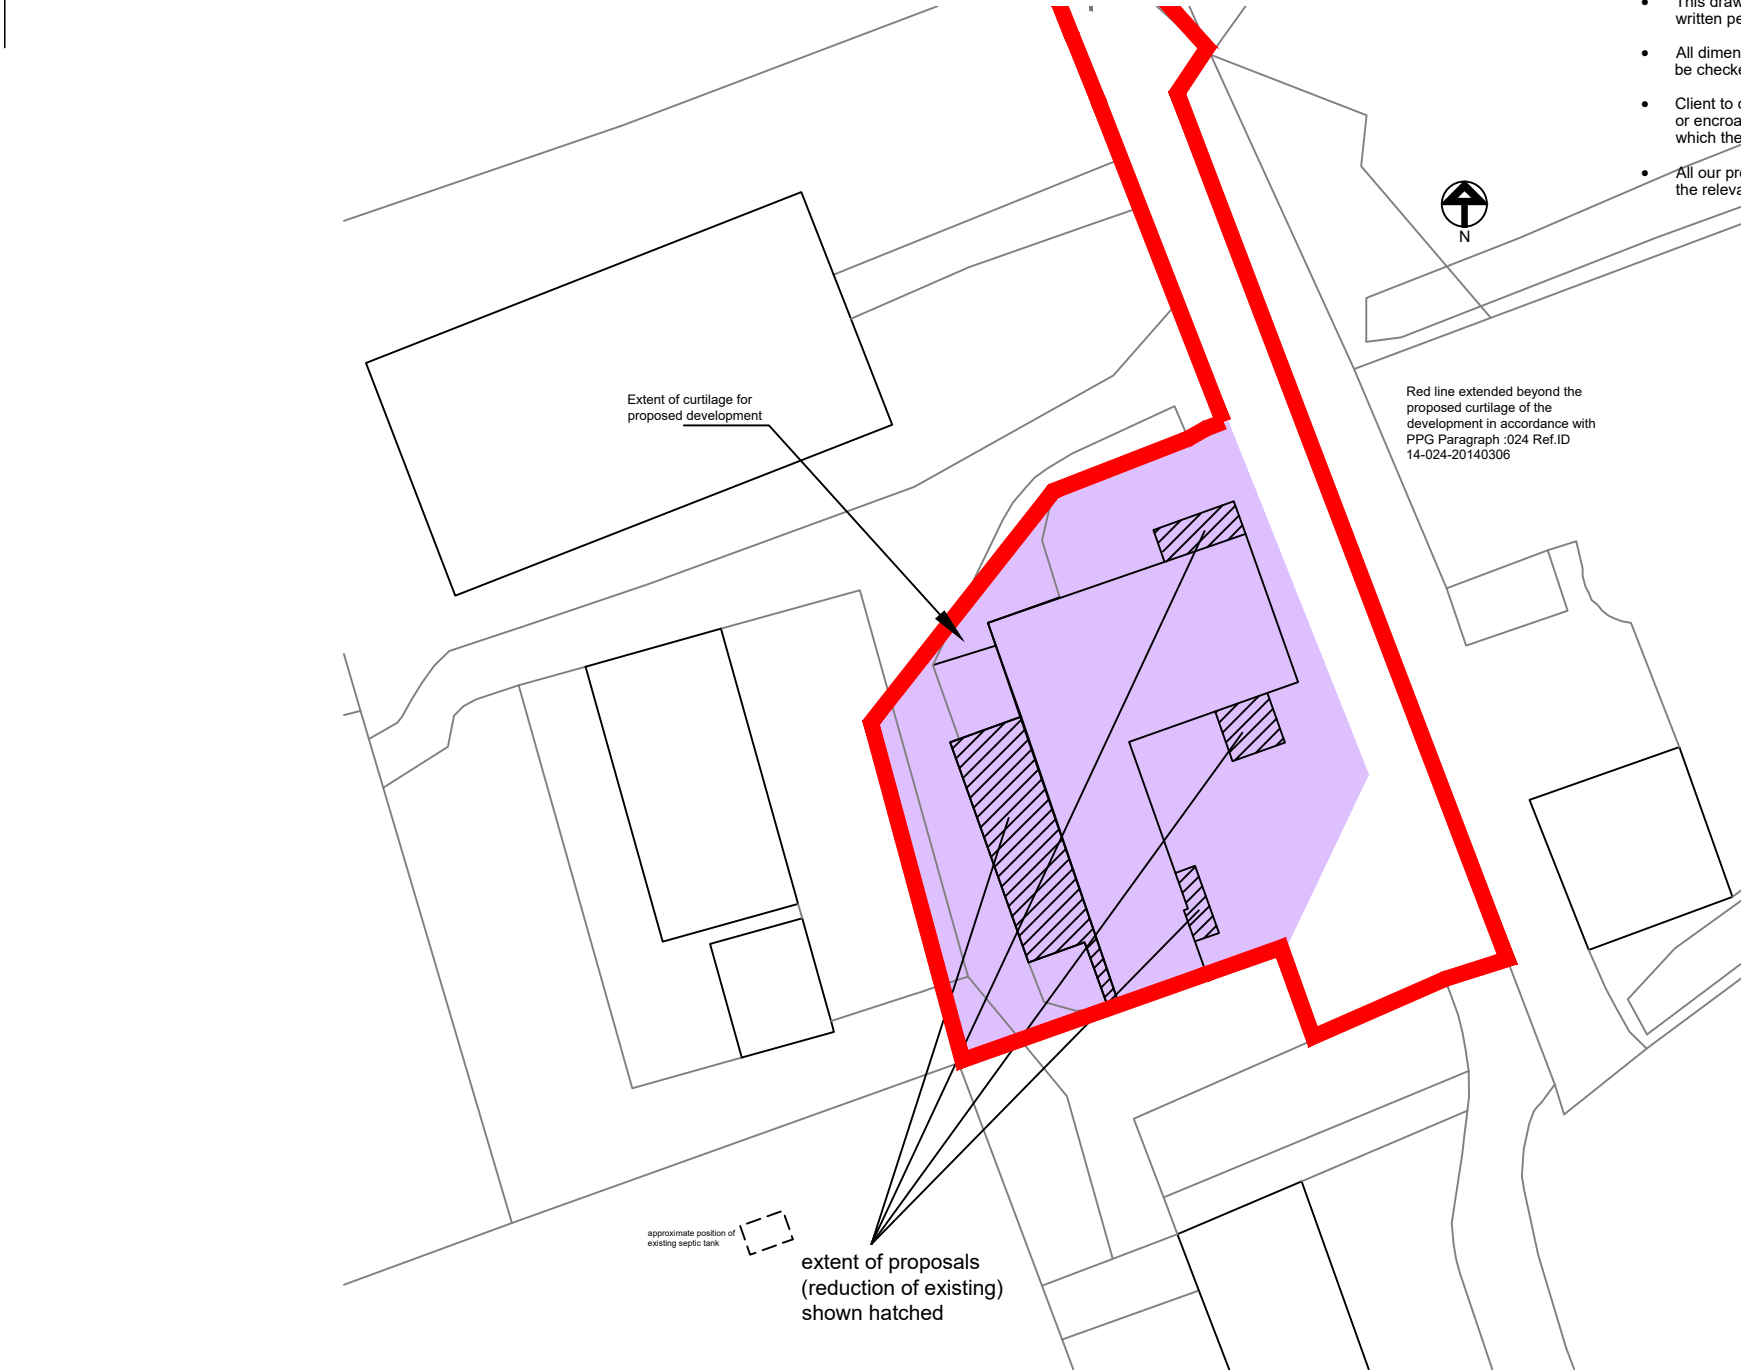 This draw
written pe
All dimen
be checke
Client to
or encroa
which the
All our pr
the releva
N
Extent of curtilage for
proposed development
Red line extended beyond the
proposed curtilage of the
development in accordance with
PPG Paragraph :024 Ref.ID
14-024-20140306
approximate position of
existing septic tank
extent of proposals
(reduction of existing)
shown hatched